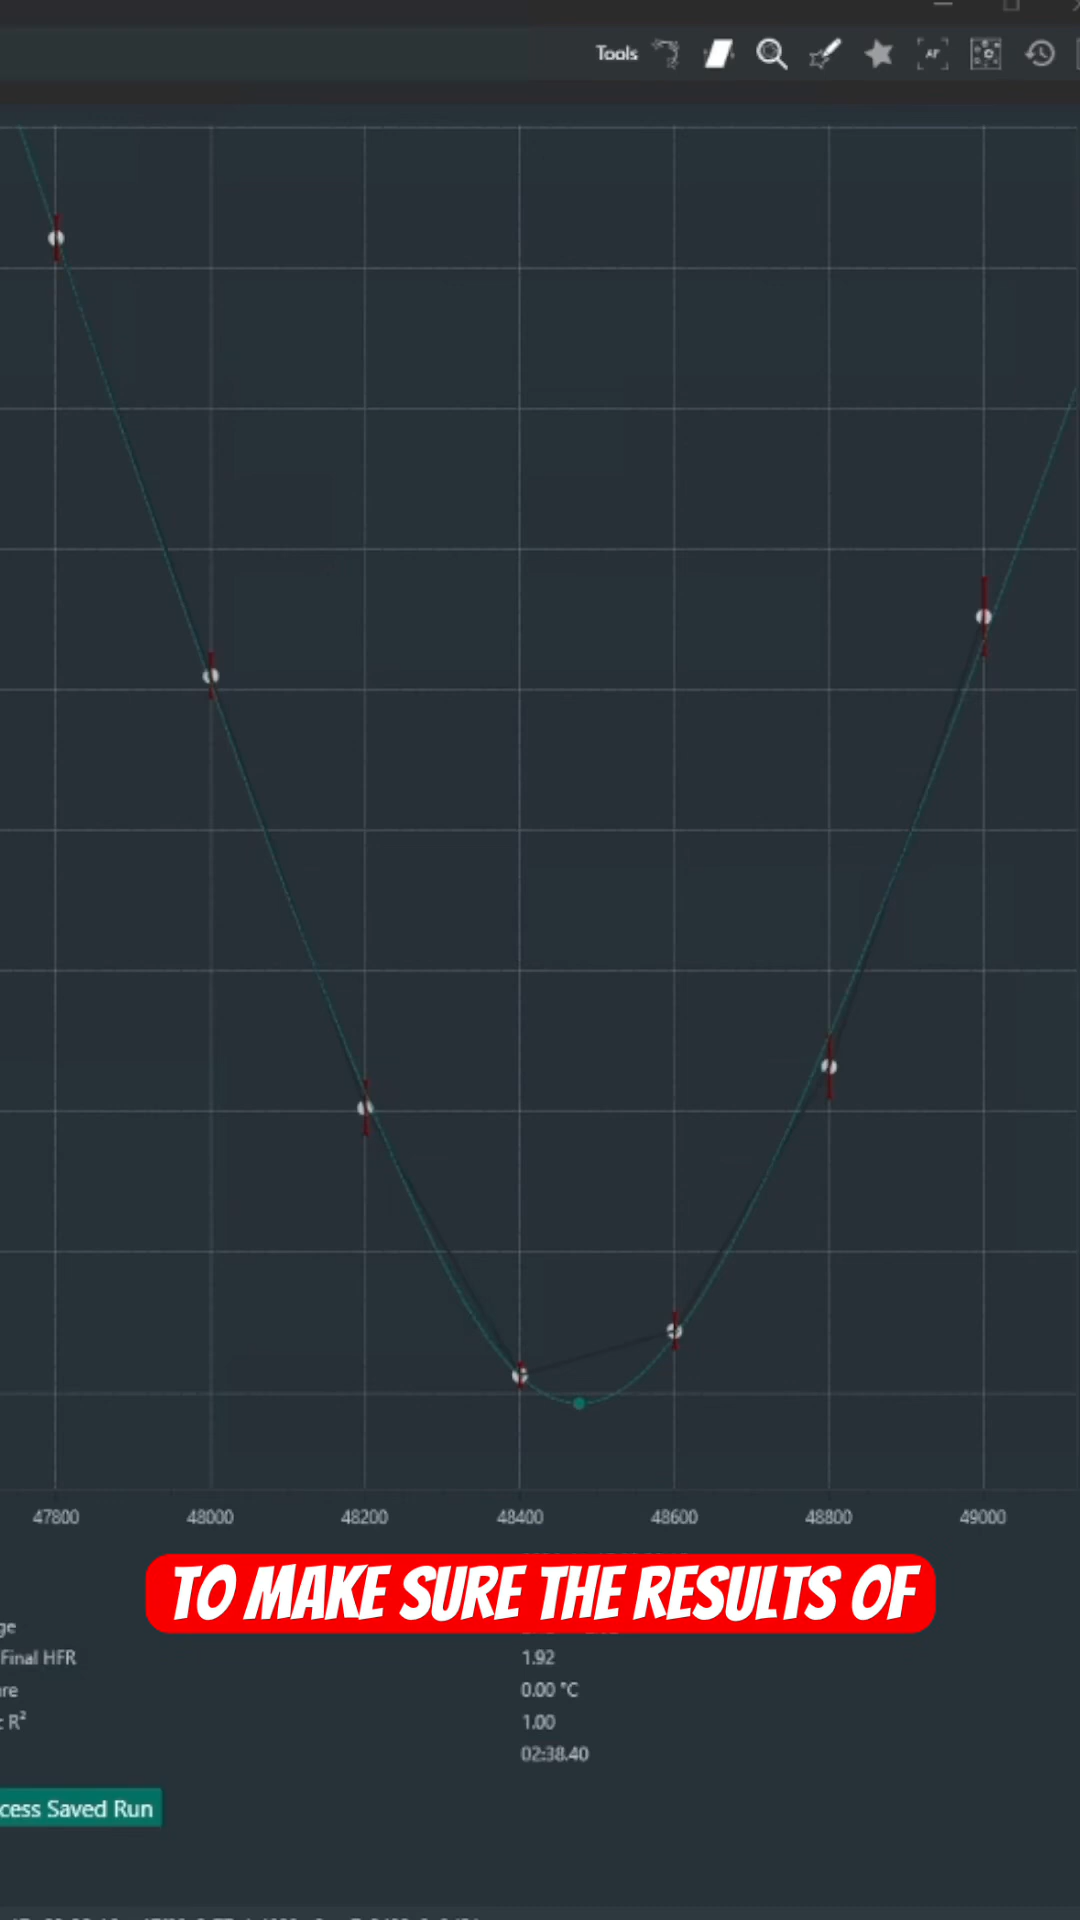 Tools
AF
47800 48000 48200 48400 48600 48800 49000
TO MAKE SURE THE RESULTS OF
ge
Final HFR 1.92
re 0.00 °C
: R² 1.00
02:38.40
cess Saved Run